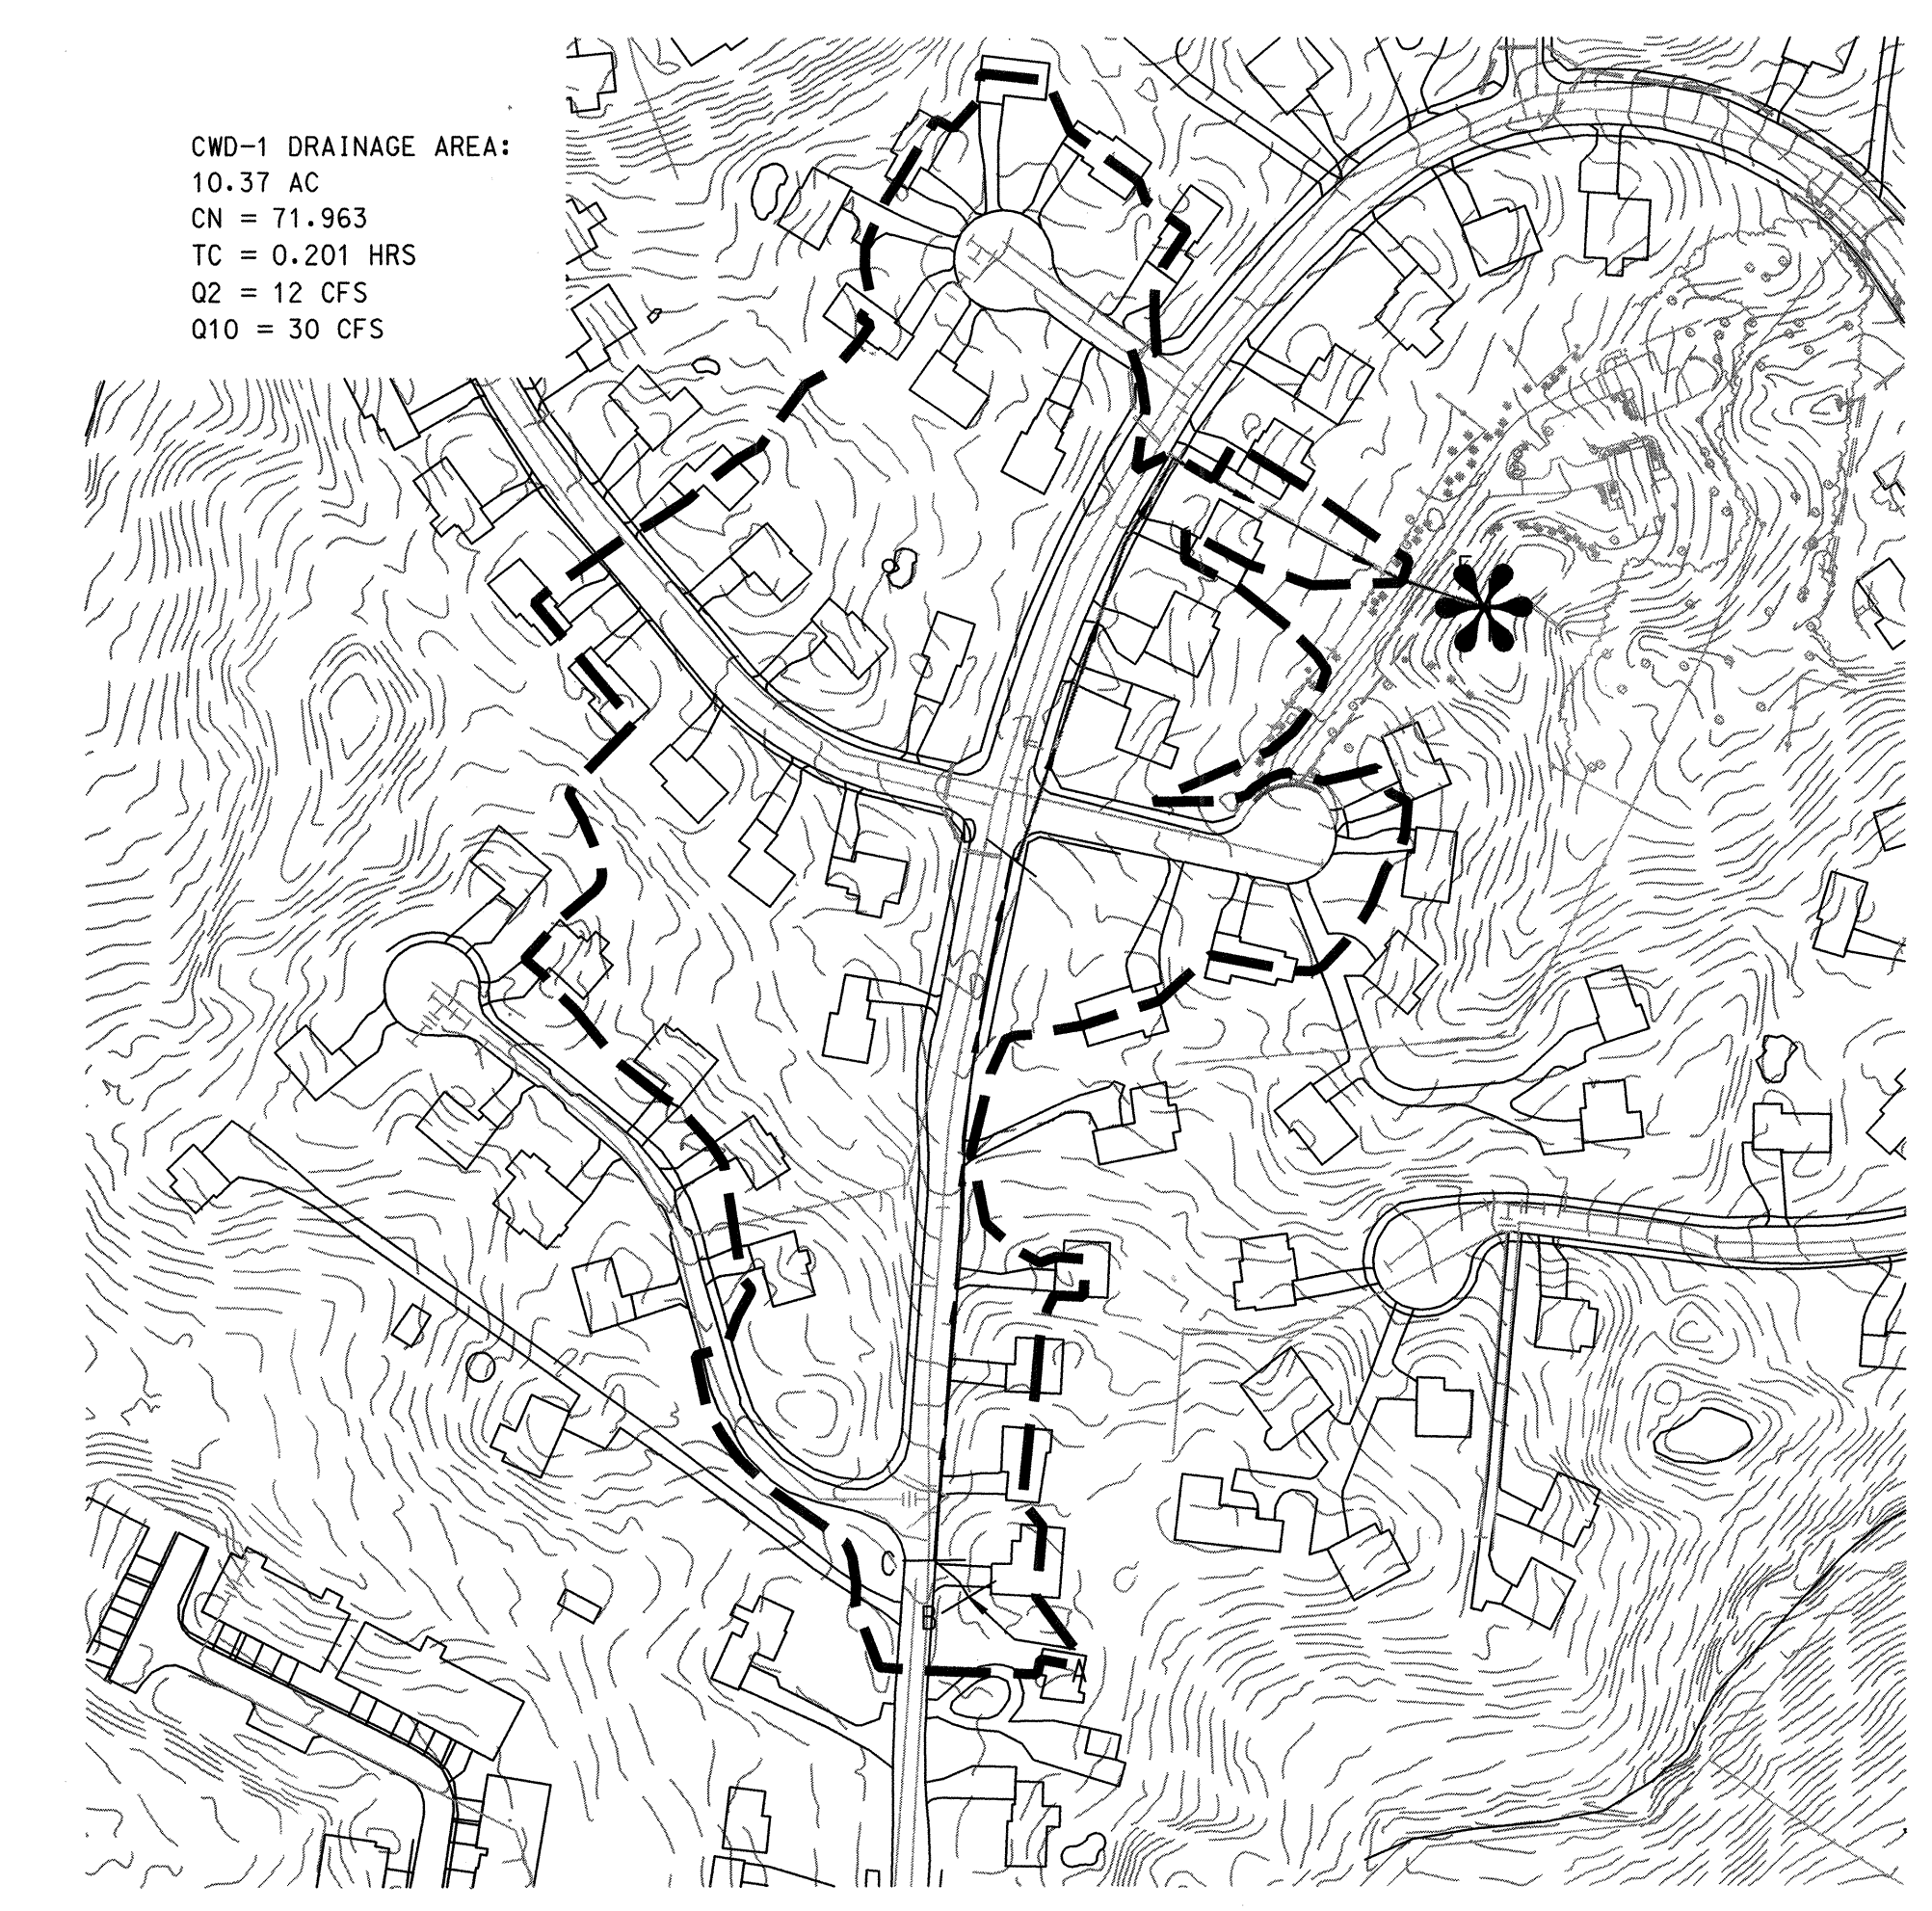 CWD-1 DRAINAGE AREA:
10.37 AC
CN = 71.963
TC = 0.201 HRS
Q2 = 12 CFS
Q10 = 30 CFS
E
D
B
A